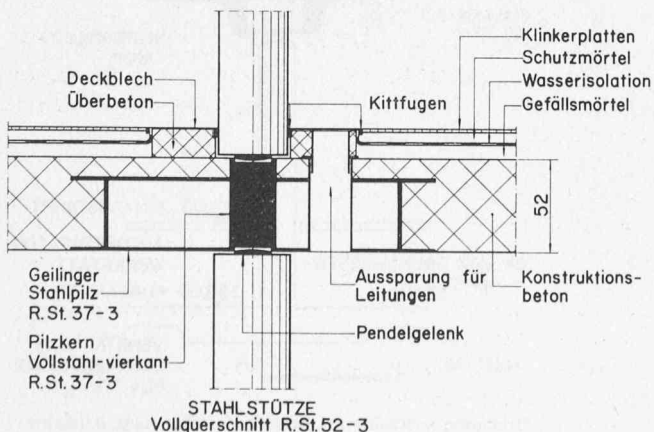 Klinkerplatten
Schutzmörtel
Wasserisolation
Gefällsmörtel
Deckblech
Überbeton
Kittfugen
52
Geilinger
Stahlpilz
R.St. 37-3
Pilzkern
Vollstahl-vierkant
R.St. 37-3
Aussparung für
Leitungen
Konstruktions-
beton
Pendelgelenk
STAHLSTÜTZE
Vollquerschnitt R.St. 52-3